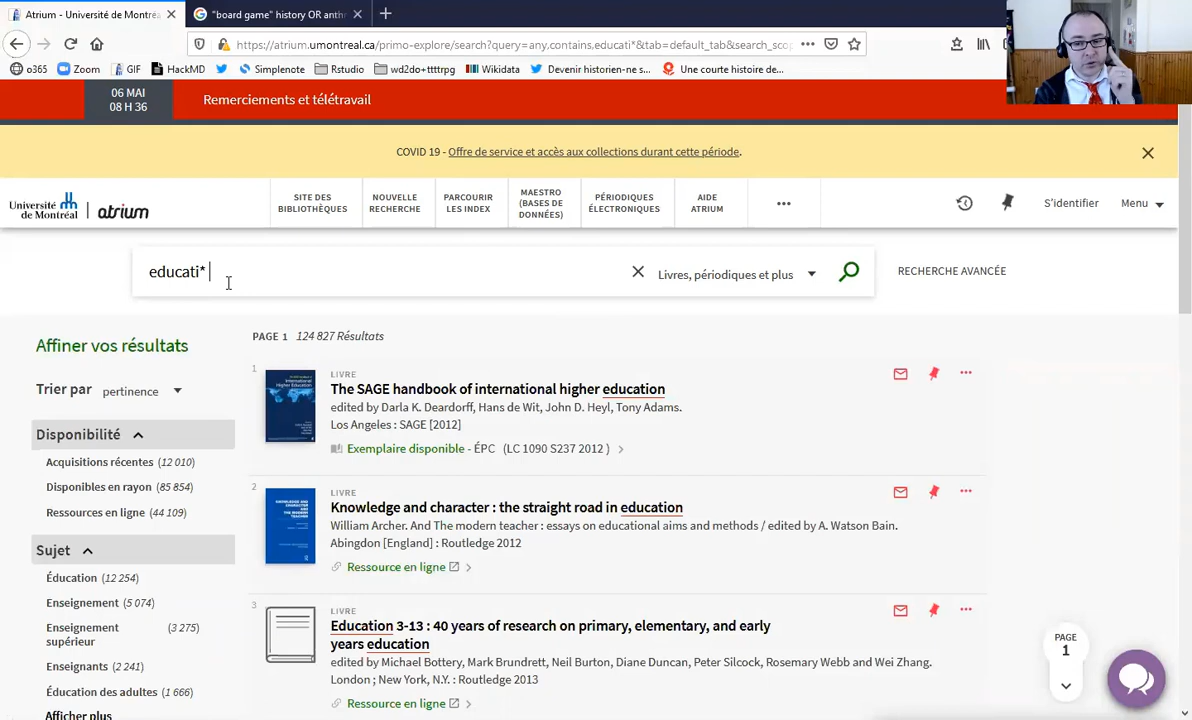 Atrium - Université de Montréa
"board game" history OR anthr
https://atrium.umontreal.ca/primo-explore/search?query=any.contains.educati*&tab=default_tab&search_sco
o365
Zoom
GIF
HackMD
Simplenote
Rstudio
wd2do+ttttrpg
Wikidata
Devenir historien-ne s...
Une courte histoire de...
06 MAI
08 H 36
Remerciements et télétravail
COVID 19 - Offre de service et accès aux collections durant cette période.
Université de Montréal
atrium
SITE DES BIBLIOTHÈQUES
NOUVELLE RECHERCHE
PARCOURIR LES INDEX
MAESTRO (BASES DE DONNÉES)
PÉRIODIQUES ÉLECTRONIQUES
AIDE ATRIUM
S'identifier
Menu
educati*
Livres, périodiques et plus
RECHERCHE AVANCÉE
Affiner vos résultats
Trier par pertinence
Disponibilité
Acquisitions récentes (12 010)
Disponibles en rayon (85 854)
Ressources en ligne (44 109)
Sujet
Éducation (12 254)
Enseignement (5 074)
Enseignement supérieur (3 275)
Enseignants (2 241)
Éducation des adultes (1 666)
Afficher plus
PAGE 1 124 827 Résultats
1
LIVRE
The SAGE handbook of international higher education
edited by Darla K. Deardorff, Hans de Wit, John D. Heyl, Tony Adams.
Los Angeles : SAGE [2012]
INTERNATIONAL
Higher Education
Exemplaire disponible - ÉPC (LC 1090 S237 2012 )
2
LIVRE
Knowledge and character : the straight road in education
William Archer. And The modern teacher : essays on educational aims and methods / edited by A. Watson Bain.
Abingdon [England] : Routledge 2012
Ressource en ligne
3
LIVRE
Education 3-13 : 40 years of research on primary, elementary, and early
years education
edited by Michael Bottery, Mark Brundrett, Neil Burton, Diane Duncan, Peter Silcock, Rosemary Webb and Wei Zhang.
London ; New York, N.Y. : Routledge 2013
Ressource en ligne
PAGE
1